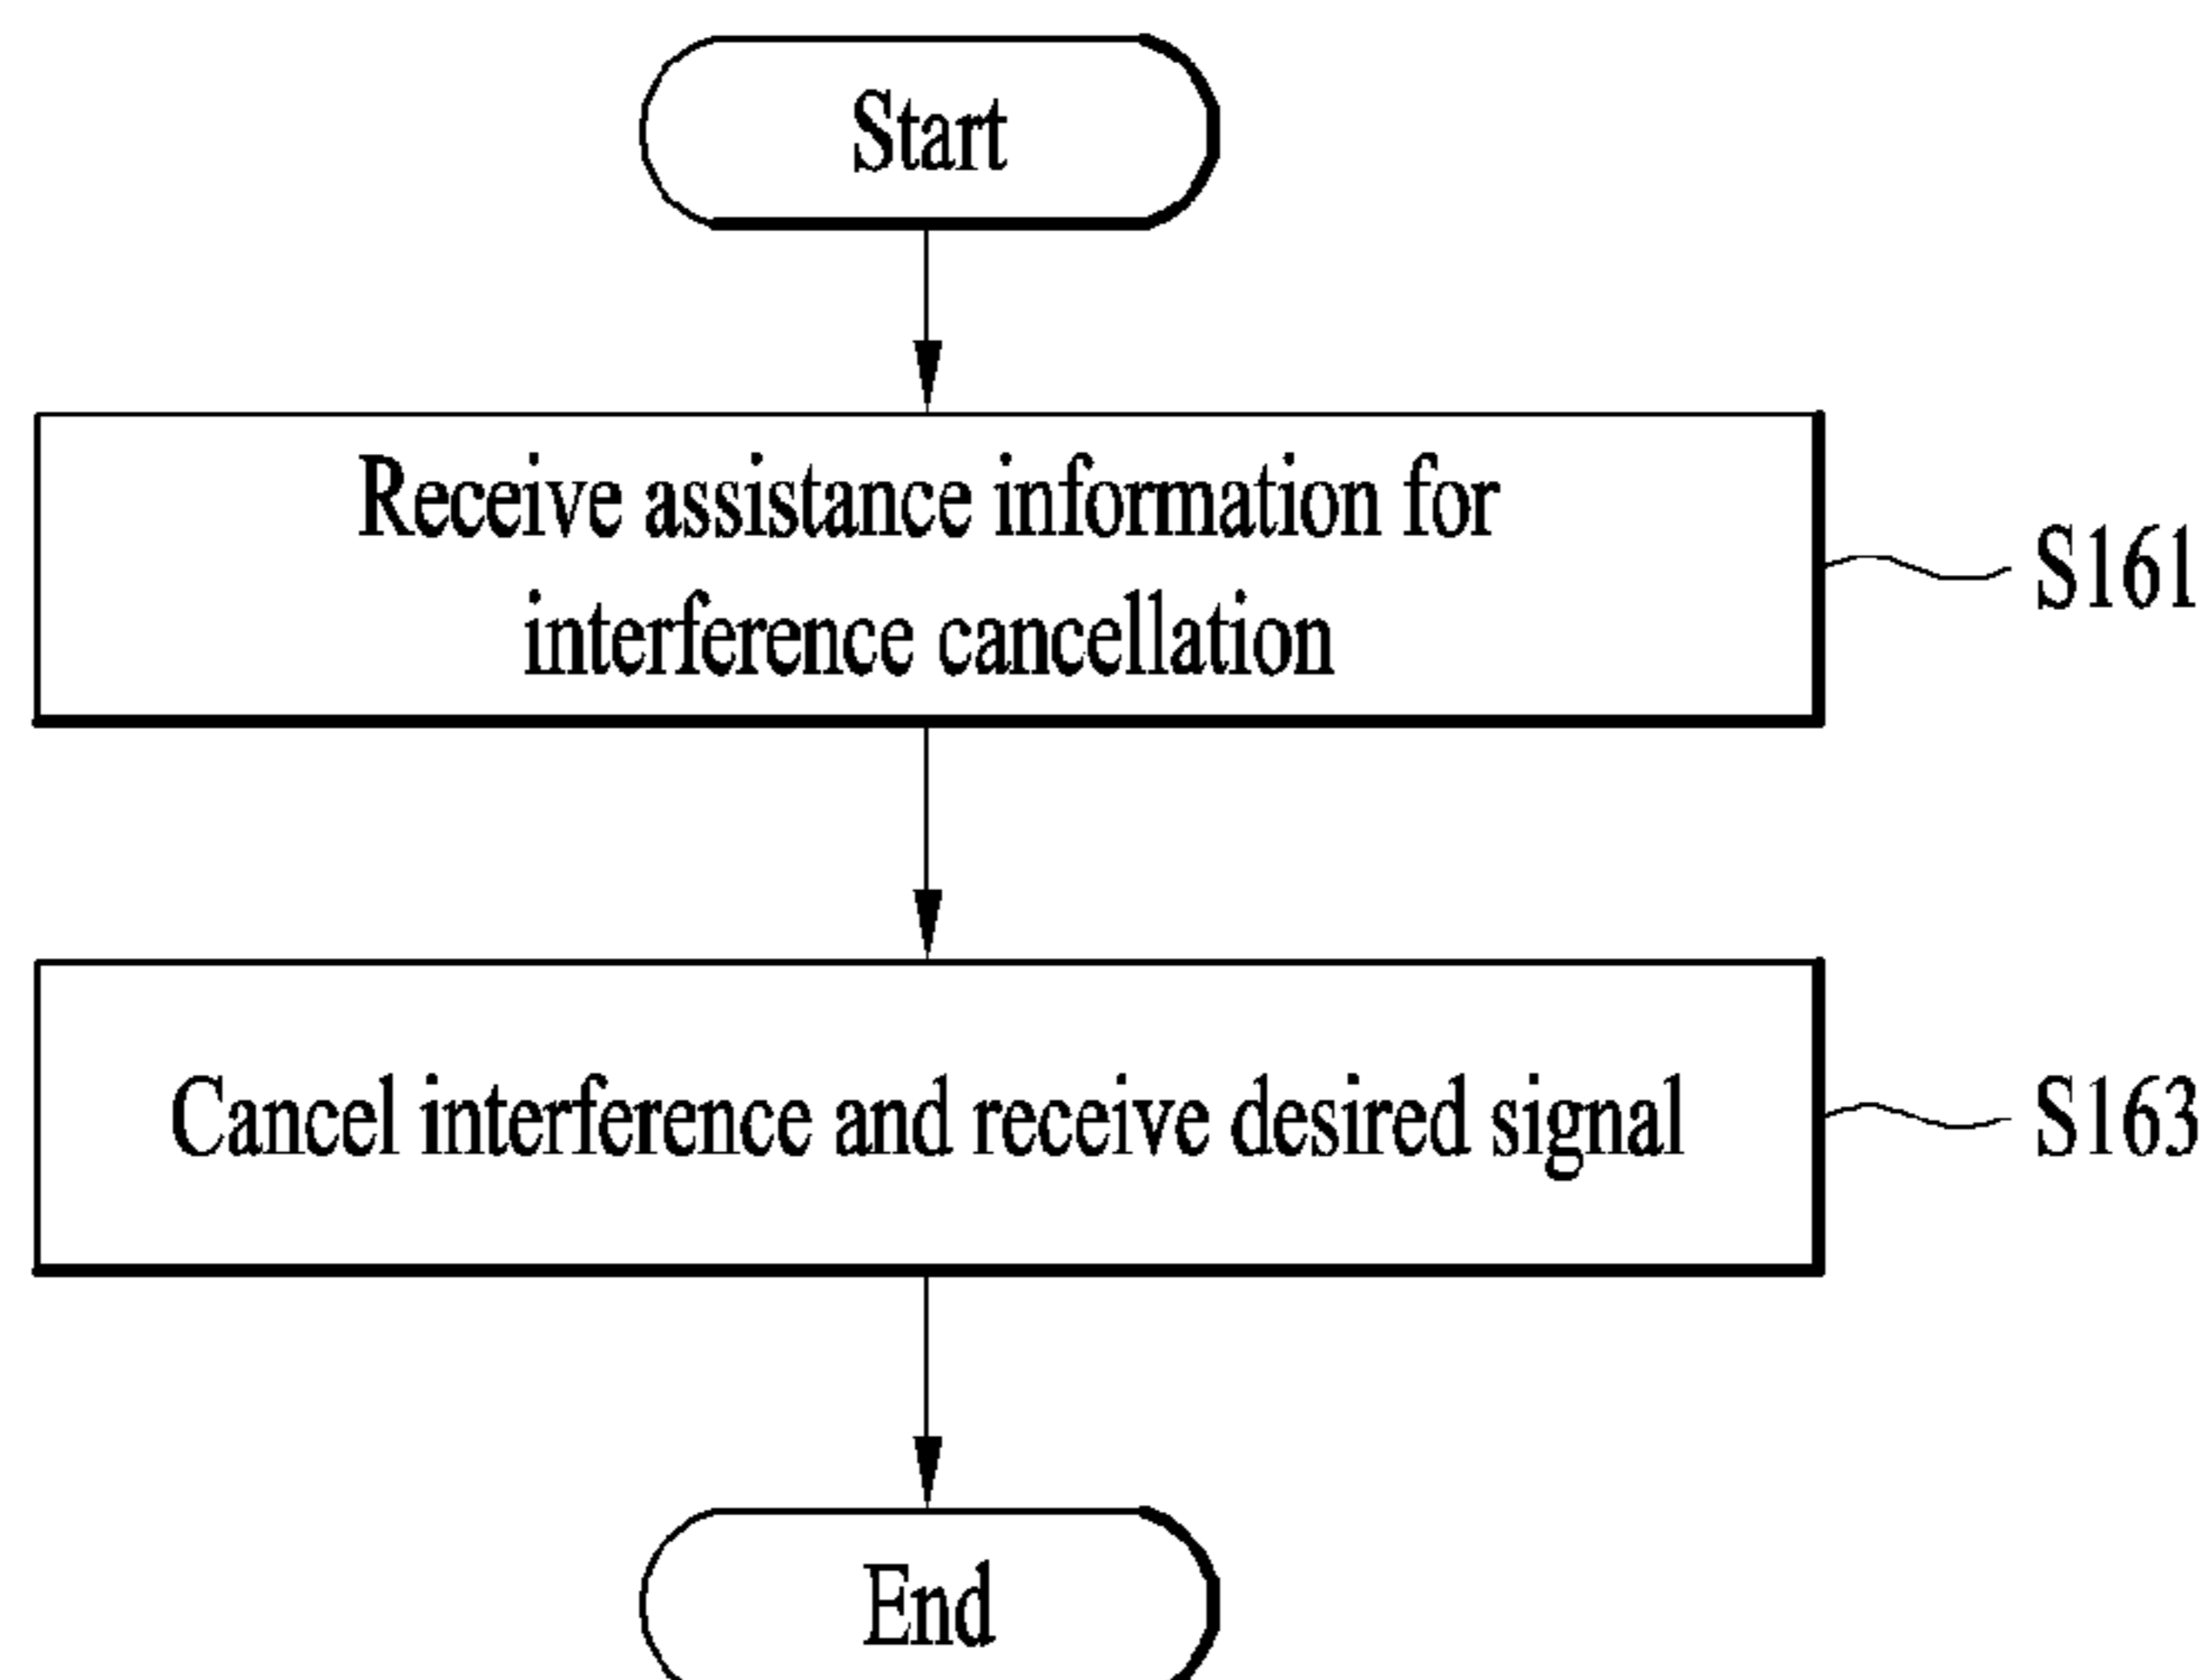 Start
Receive assistance information for
interference cancellation
S161
Cancel interference and receive desired signal
S163
End